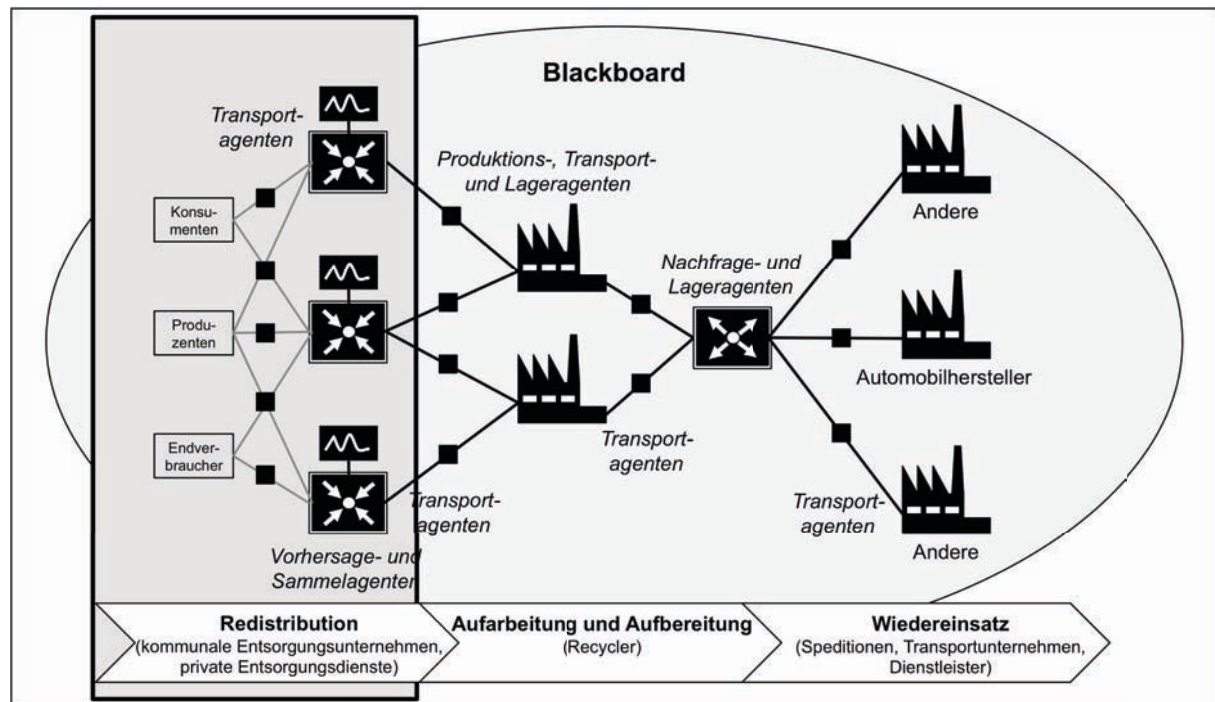 Blackboard
Transport-
agenten
Produktions-, Transport-
und Lageragenten
Andere
Konsu-
menten
Nachfrage- und
Lageragenten
Produ-
zenten
Automobilhersteller
Endver-
braucher
Transport-
agenten
Transport-
agenten
Transport-
agenten
Andere
Vorhersage- und
Sammelagenten
Redistribution
(kommunale Entsorgungsunternehmen,
private Entsorgungsdienste)
Aufarbeitung und Aufbereitung
(Recycler)
Wiedereinsatz
(Speditionen, Transportunternehmen,
Dienstleister)